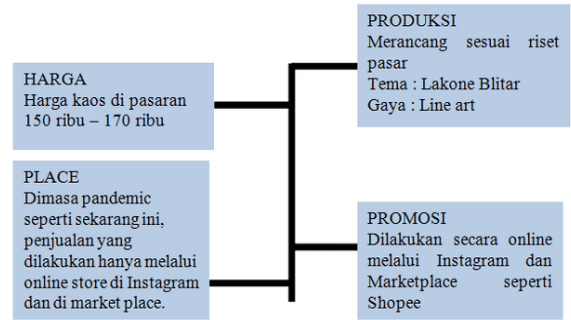 HARGA
Harga kaos di pasaran
150 ribu – 170 ribu
PLACE
Dimasa pandemic
seperti sekarang ini,
penjualan yang
dilakukan hanya melalui
online store di Instagram
dan di market place.
PRODUKSI
Merancang sesuai riset
pasar
Tema : Lakone Blitar
Gaya : Line art
PROMOSI
Dilakukan secara online
melalui Instagram dan
Marketplace seperti
Shopee